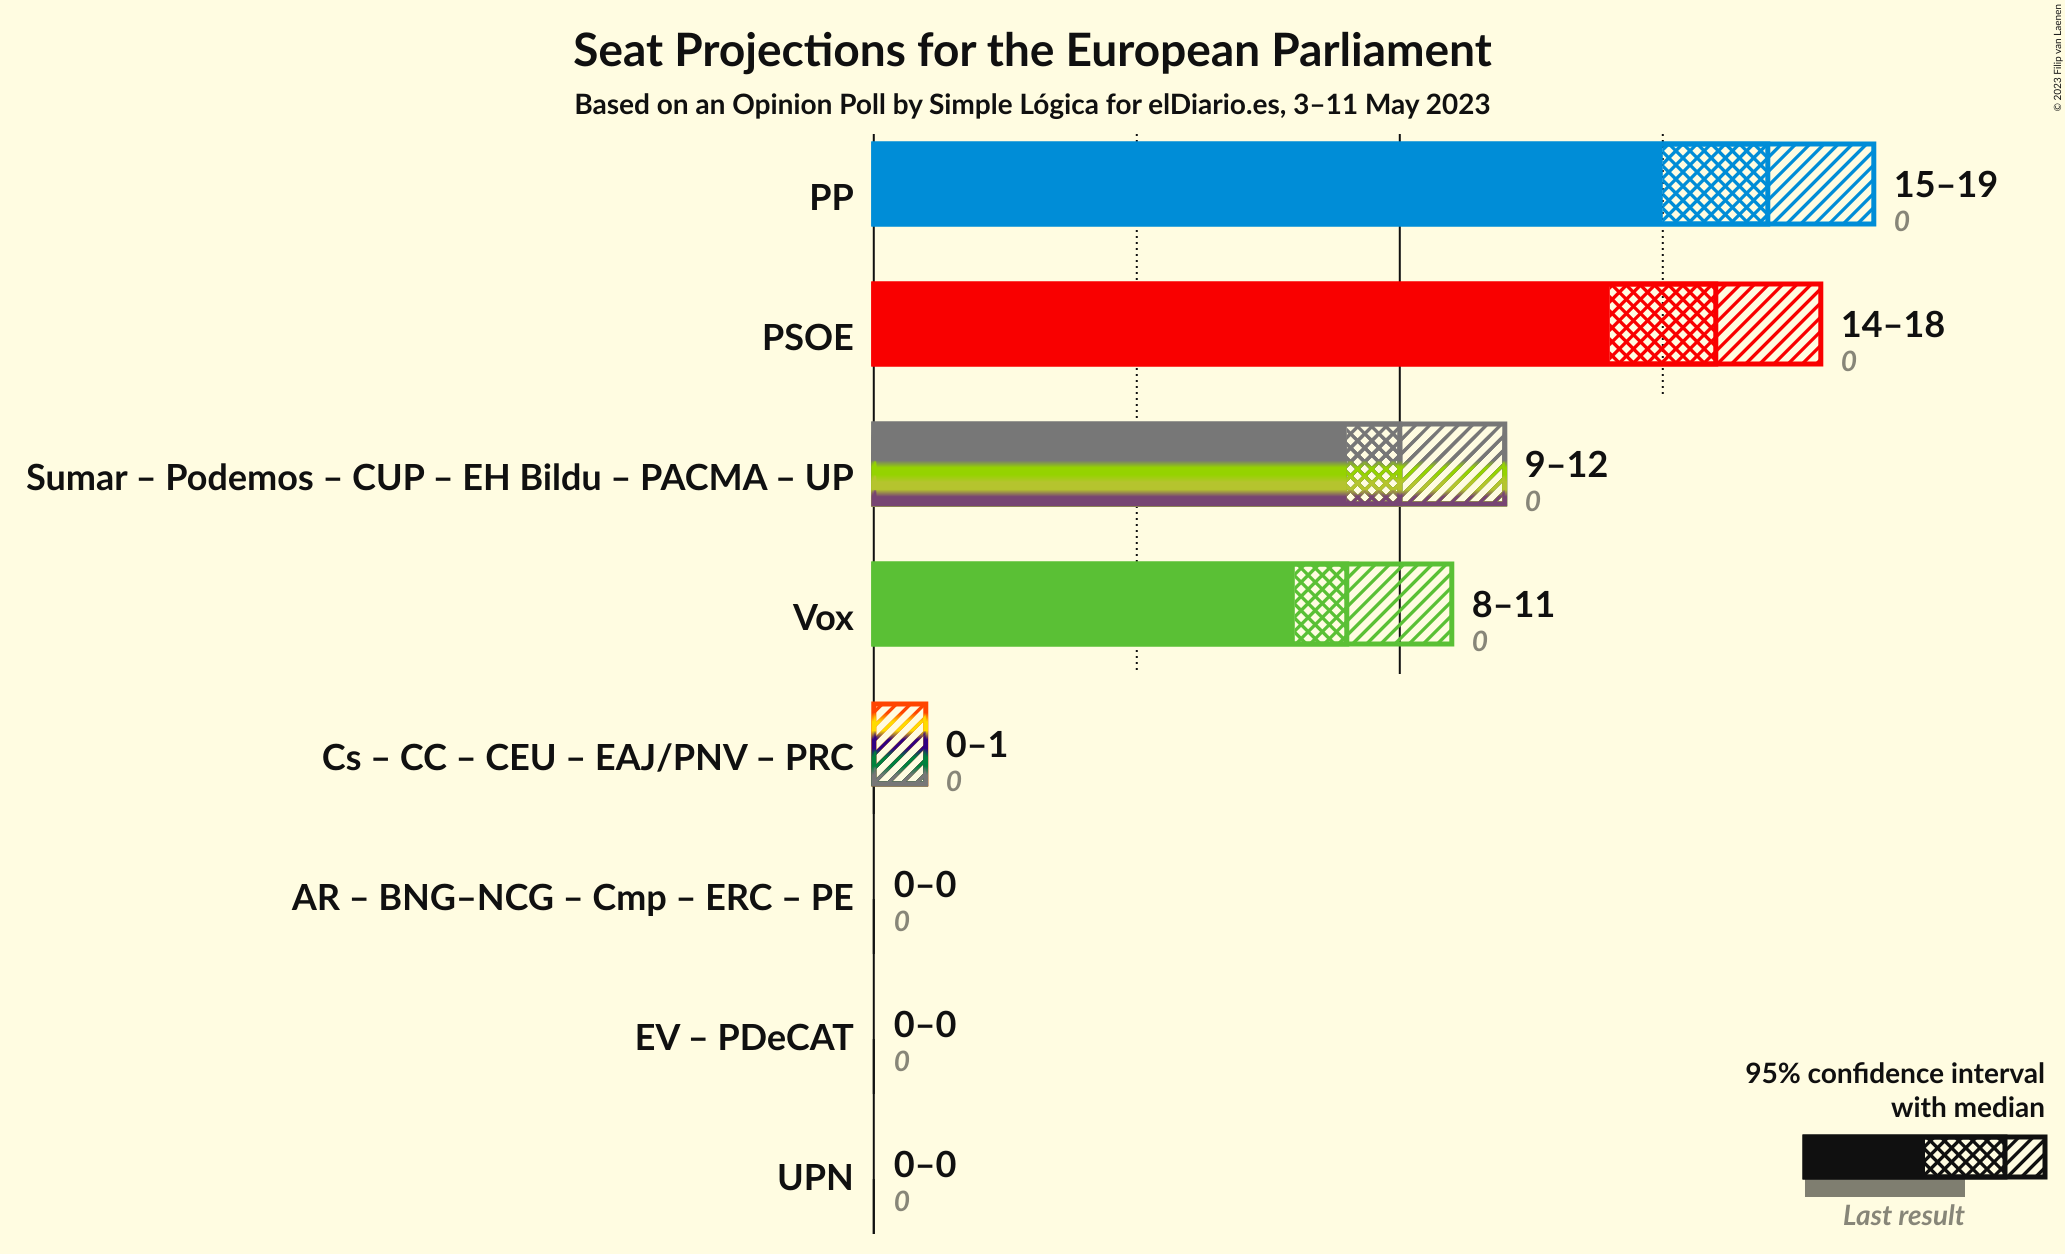 Seat Projections for the European Parliament
Based on an Opinion Poll by Simple Lógica for elDiario.es, 3–11 May 2023
© 2023 Filip van Laenen
PP
15–19
0
PSOE
14–18
0
Sumar – Podemos – CUP – EH Bildu – PACMA – UP
9–12
0
Vox
8–11
0
Cs – CC – CEU – EAJ/PNV – PRC
0–1
0
AR – BNG–NCG – Cmp – ERC – PE
0–0
0
EV – PDeCAT
0–0
0
UPN
0–0
0
95% confidence interval
with median
Last result